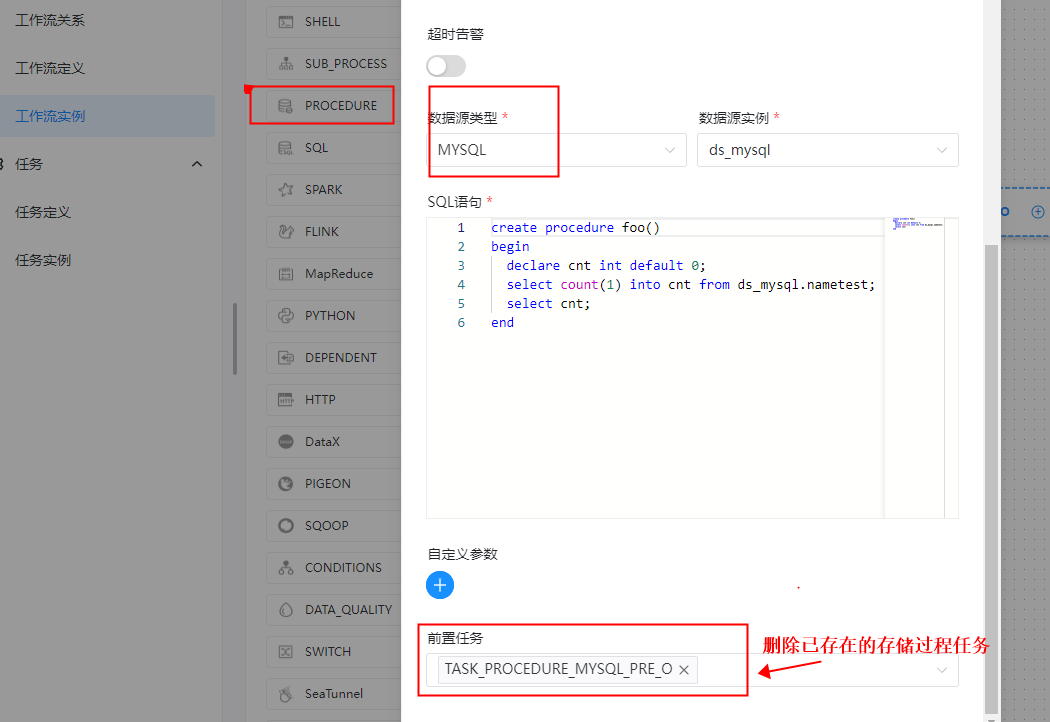 工作流关系
工作流定义
工作流实例
任务
任务定义
任务实例
SHELL
SUB_PROCESS
PROCEDURE
SQL
SPARK
FLINK
MapReduce
PYTHON
DEPENDENT
HTTP
DataX
PIGEON
SQOOP
CONDITIONS
DATA_QUALITY
SWITCH
SeaTunnel
超时告警
数据源类型 *
数据源实例 *
MYSQL
ds_mysql
SQL语句 *
1 create procedure foo()
2 begin
3 declare cnt int default 0;
4 select count(1) into cnt from ds_mysql.nametest;
5 select cnt;
6 end
自定义参数
前置任务
TASK_PROCEDURE_MYSQL_PRE_O
删除已存在的存储过程任务